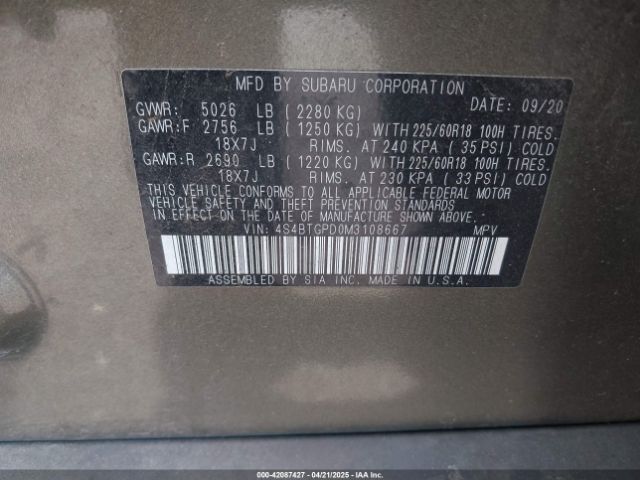 MFD BY SUBARU CORPORATION
GVWR: 5026 LB ( 2280 KG) DATE: 09/20
GAWR:F 2756 LB ( 1250 KG) WITH 225/60R18 100H TIRES.
18X7J RIMS. AT 240 KPA ( 35 PSI) COLD
GAWR:R 2690 LB ( 1220 KG) WITH 225/60R18 100H TIRES.
18X7J RIMS. AT 230 KPA ( 33 PSI) COLD
THIS VEHICLE CONFORMS TO ALL APPLICABLE FEDERAL MOTOR
VEHICLE SAFETY AND THEFT PREVENTION STANDARDS
IN EFFECT ON THE DATE OF MANUFACTURE SHOWN ABOVE.
VIN: 4S4BTGPD0M3108667 MPV
ASSEMBLED BY SIA INC. IN U.S.A.
000-42087427 - 04/21/2025 - IAAI.COM